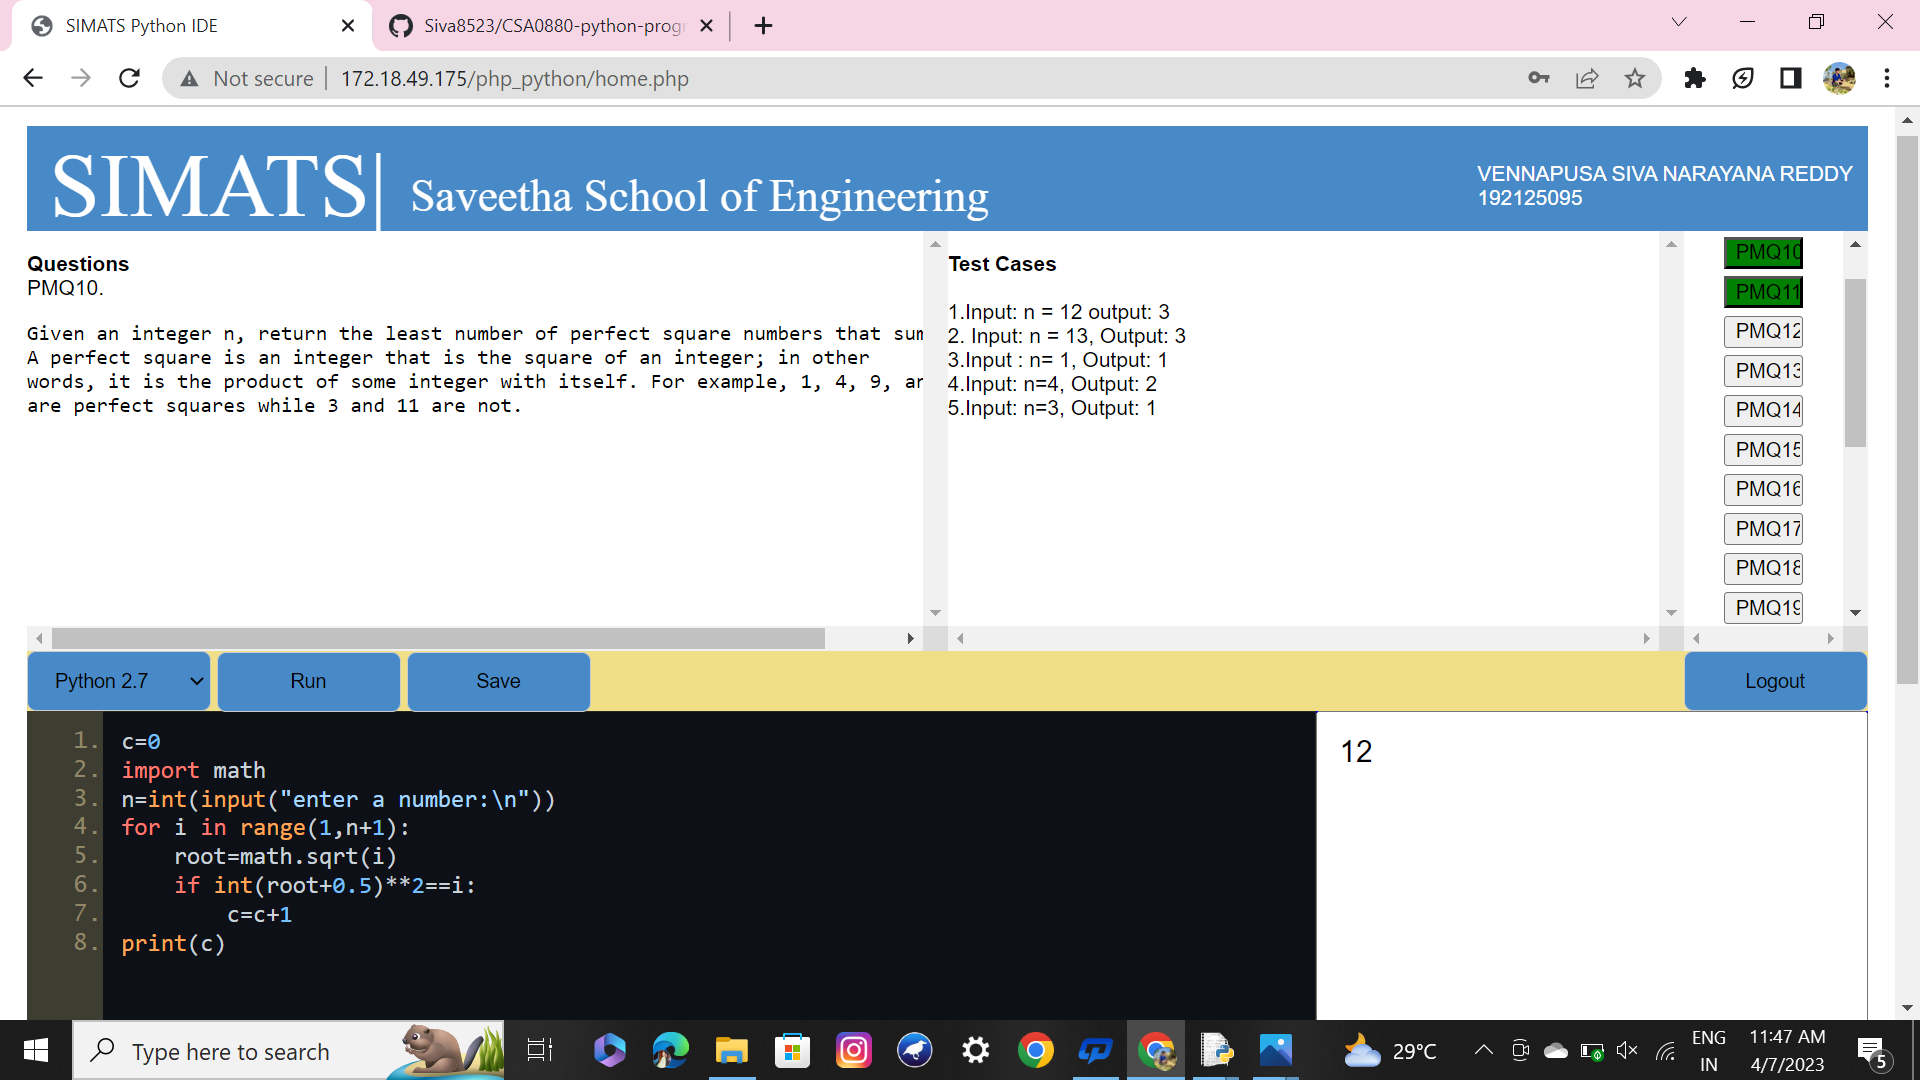 SIMATS Python IDE
Siva8523/CSA0880-python-progr
Not secure
172.18.49.175/php_python/home.php
SIMATS| Saveetha School of Engineering
VENNAPUSA SIVA NARAYANA REDDY
192125095
Questions
PMQ10.
Given an integer n, return the least number of perfect square numbers that sum
A perfect square is an integer that is the square of an integer; in other
words, it is the product of some integer with itself. For example, 1, 4, 9, an
are perfect squares while 3 and 11 are not.
Test Cases
1.Input: n = 12 output: 3
2. Input: n = 13, Output: 3
3.Input : n= 1, Output: 1
4.Input: n=4, Output: 2
5.Input: n=3, Output: 1
PMQ10
PMQ11
PMQ12
PMQ13
PMQ14
PMQ15
PMQ16
PMQ17
PMQ18
PMQ19
Python 2.7
Run
Save
Logout
1. c=0
2. import math
3. n=int(input("enter a number:\n"))
4. for i in range(1,n+1):
5.     root=math.sqrt(i)
6.     if int(root+0.5)**2==i:
7.         c=c+1
8. print(c)
12
Type here to search
29°C
ENG
IN
11:47 AM
4/7/2023
5